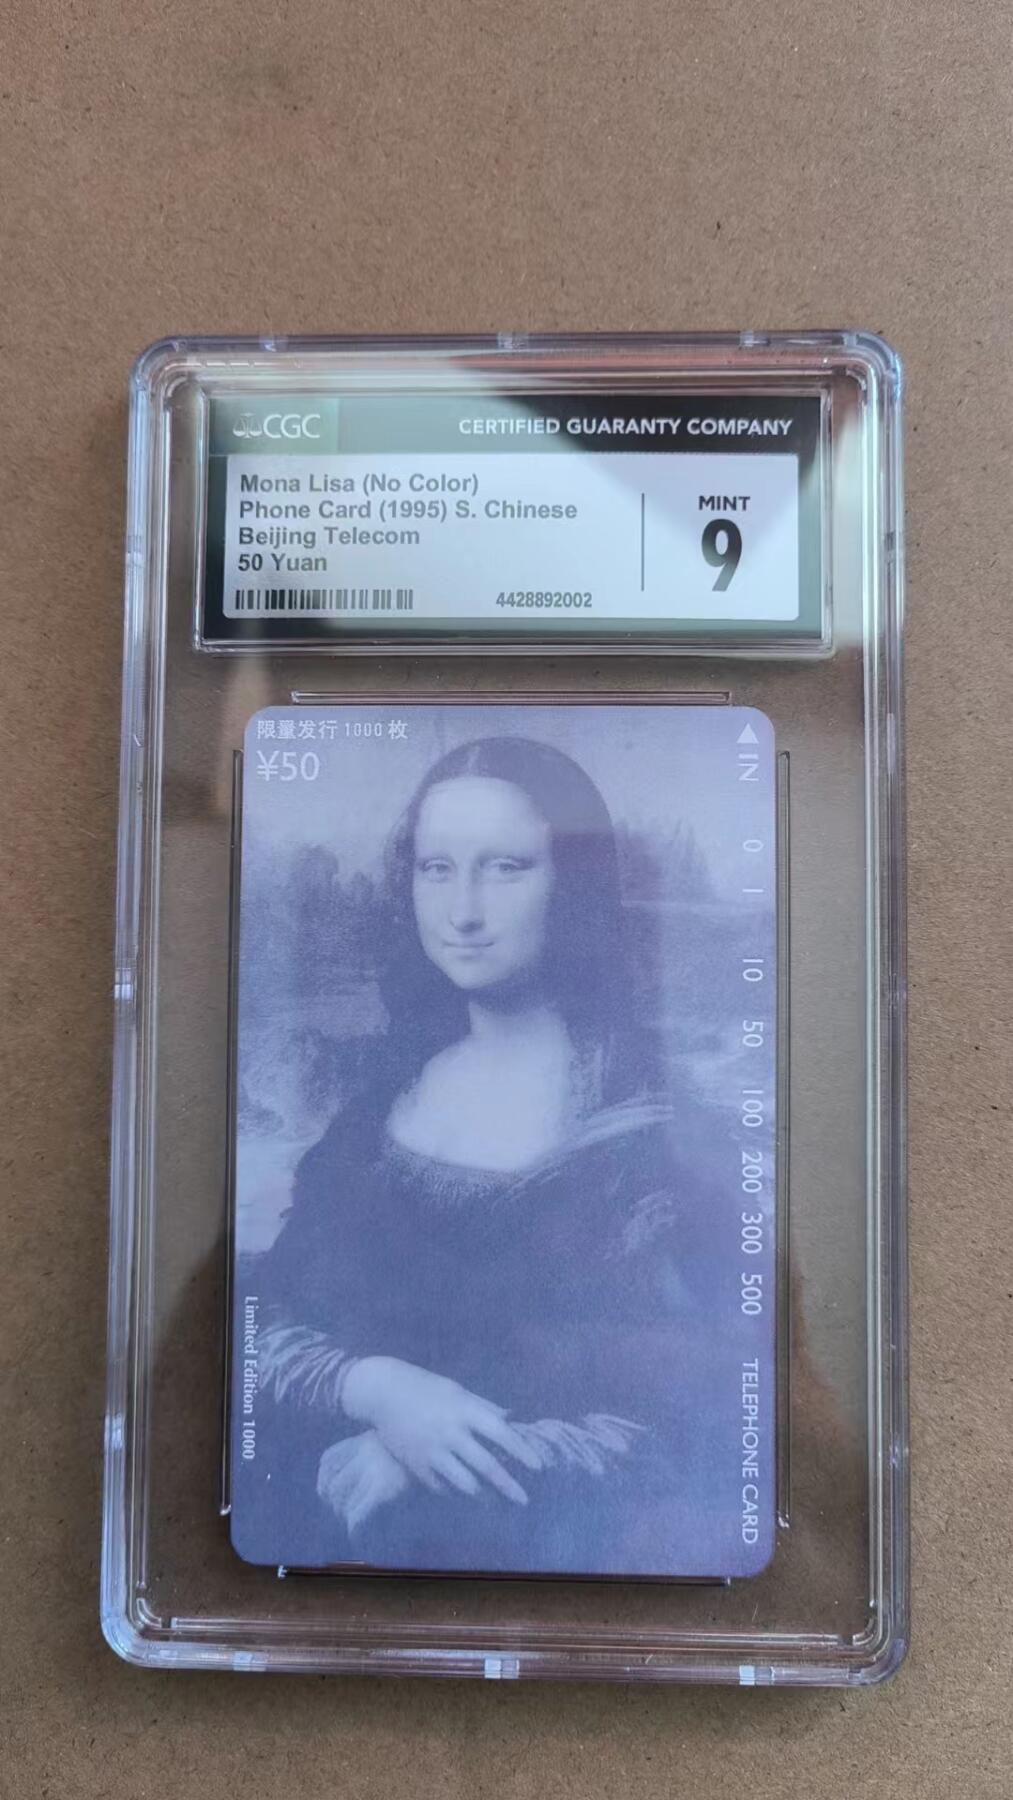 CGC
CERTIFIED GUARANTY COMPANY
Mona Lisa (No Color)
Phone Card (1995) S. Chinese
Beijing Telecom
50 Yuan
4428892002
MINT
9
限量发行 1000 枚
¥50
IN
0 1 10 50 100 200 300 500 TELEPHONE CARD
Limited Edition 1000